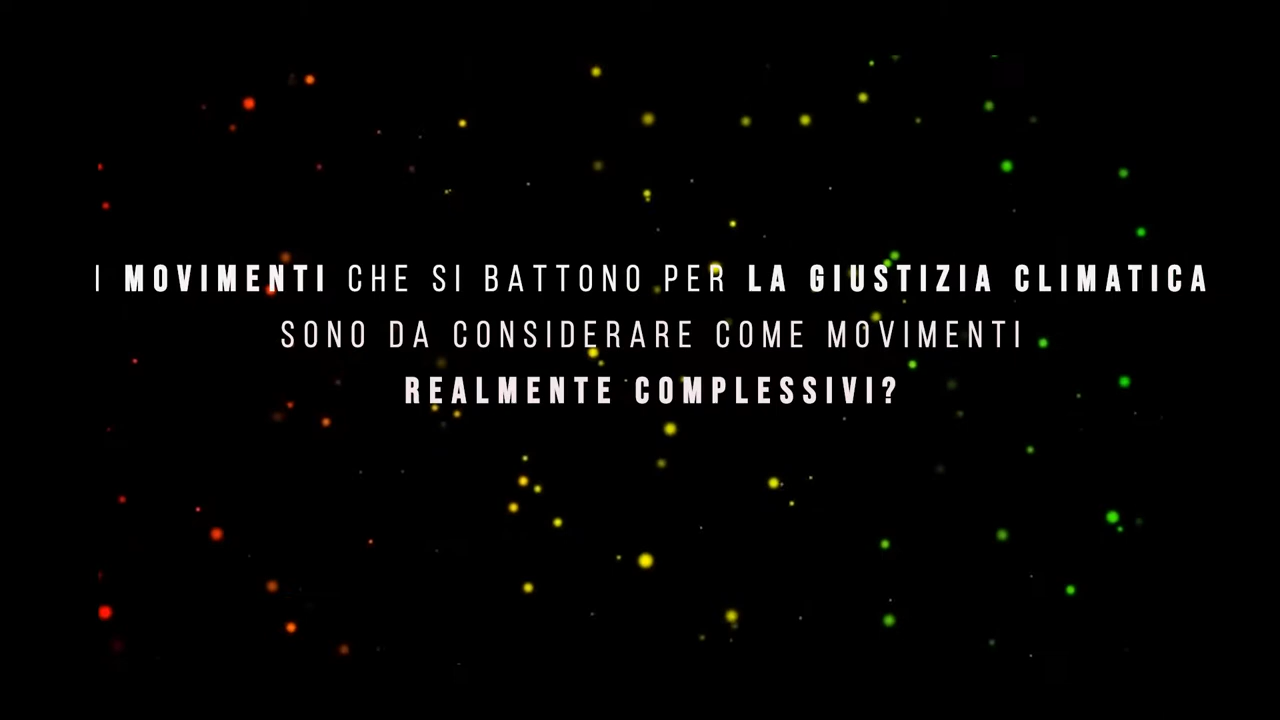 I MOVIMENTI CHE SI BATTONO PER LA GIUSTIZIA CLIMATICA
SONO DA CONSIDERARE COME MOVIMENTI
REALMENTE COMPLESSIVI?